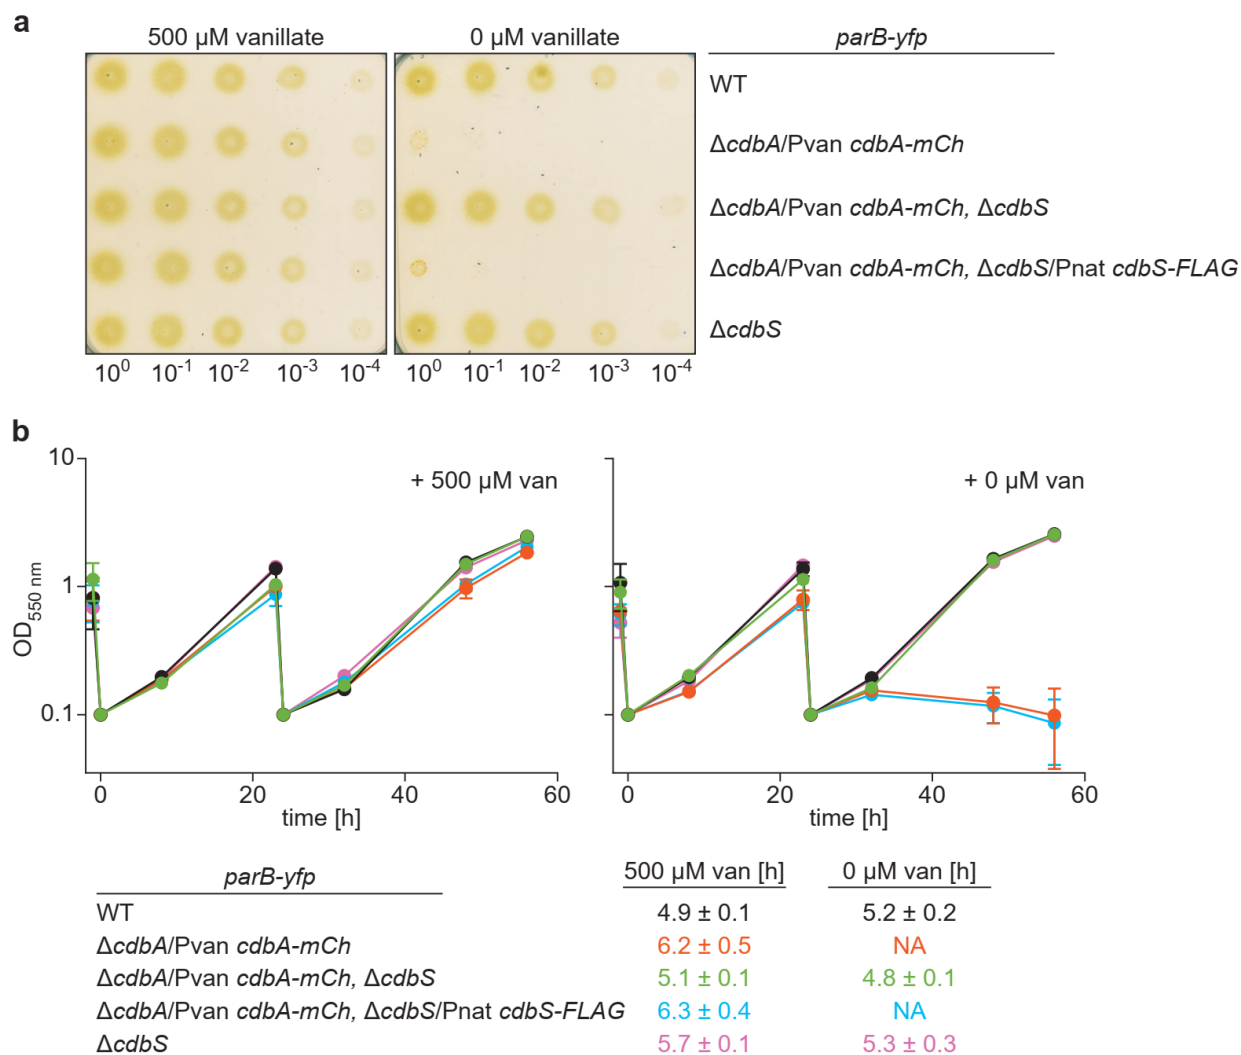 a
500 µM vanillate 0 µM vanillate parB-yfp
WT
ΔcdbA/Pvan cdbA-mCh
ΔcdbA/Pvan cdbA-mCh, ΔcdbS
ΔcdbA/Pvan cdbA-mCh, ΔcdbS/Pnat cdbS-FLAG
ΔcdbS
10⁰ 10⁻¹ 10⁻² 10⁻³ 10⁻⁴ 10⁰ 10⁻¹ 10⁻² 10⁻³ 10⁻⁴
b
10
+ 500 µM van + 0 µM van
1
OD550 nm
0.1
0 20 40 60 0 20 40 60
time [h] time [h]
parB-yfp 500 µM van [h] 0 µM van [h]
WT 4.9 ± 0.1 5.2 ± 0.2
ΔcdbA/Pvan cdbA-mCh 6.2 ± 0.5 NA
ΔcdbA/Pvan cdbA-mCh, ΔcdbS 5.1 ± 0.1 4.8 ± 0.1
ΔcdbA/Pvan cdbA-mCh, ΔcdbS/Pnat cdbS-FLAG 6.3 ± 0.4 NA
ΔcdbS 5.7 ± 0.1 5.3 ± 0.3